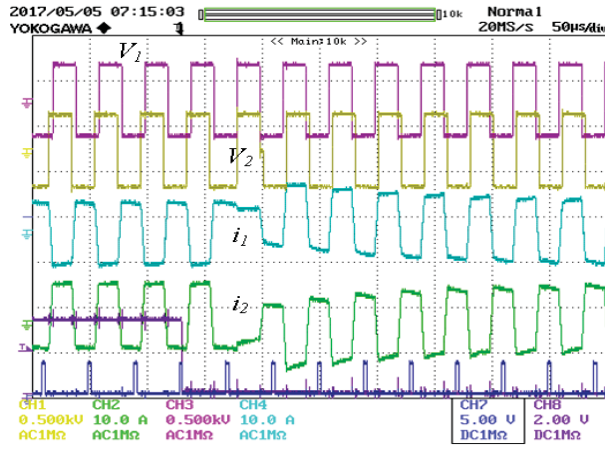 2017/05/05 07:15:03 10k Normal
YOKOGAWA ◆ 20MS/s 50µs/div
<< Main:10k >>
V1
V2
i1
i2
CH1 CH2 CH3 CH4 CH7 CH8
0.500kV 10.0 A 0.500kV 10.0 A 5.00 V 2.00 V
AC1MΩ AC1MΩ AC1MΩ AC1MΩ DC1MΩ DC1MΩ